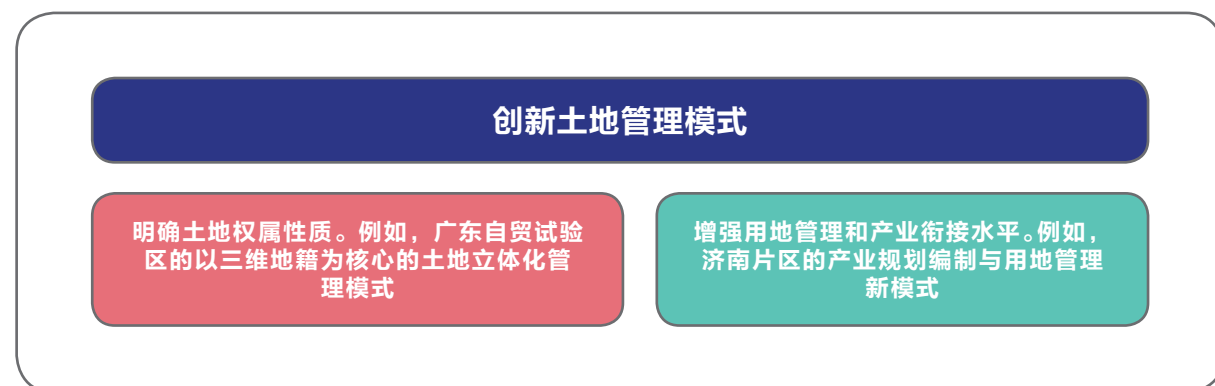 创新土地管理模式
明确土地权属性质。例如，广东自贸试验
区的以三维地籍为核心的土地立体化管
理模式
增强用地管理和产业衔接水平。例如，
济南片区的产业规划编制与用地管理
新模式